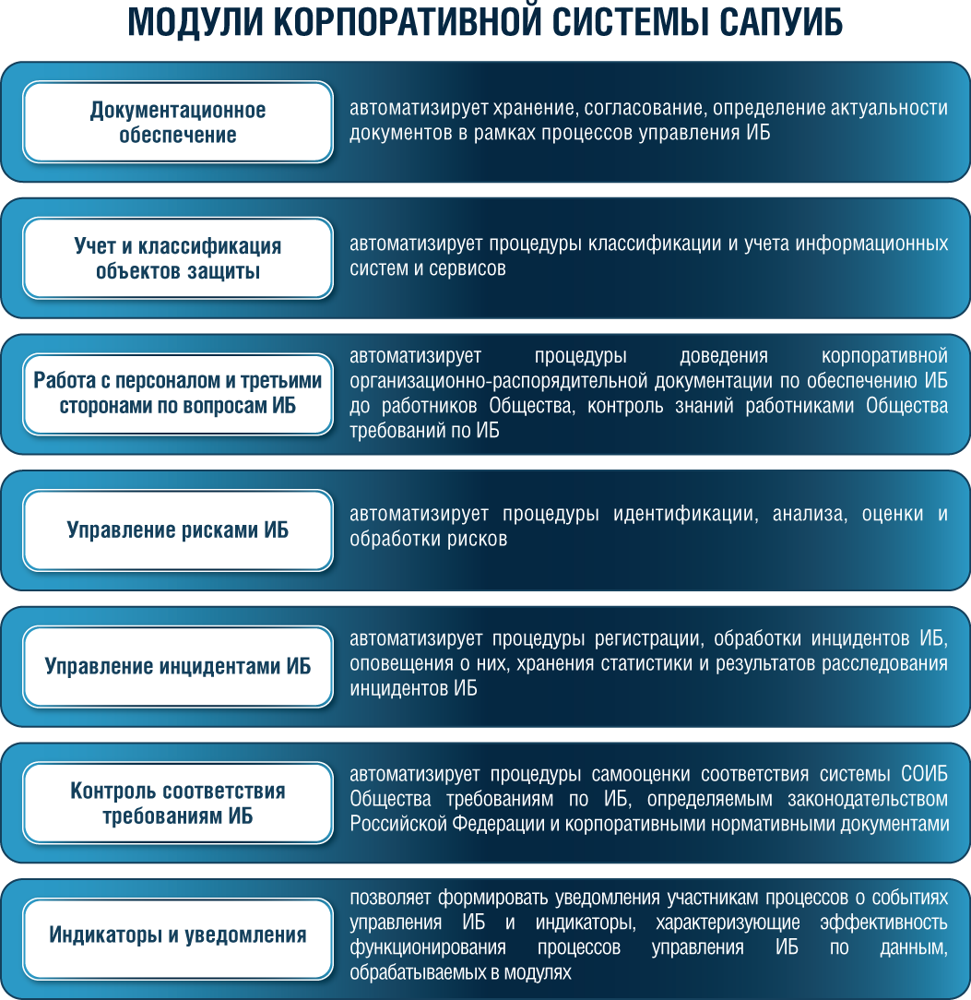 МОДУЛИ КОРПОРАТИВНОЙ СИСТЕМЫ САПУИБ
Документационное
обеспечение
автоматизирует хранение, согласование, определение актуальности
документов в рамках процессов управления ИБ
Учет и классификация
объектов защиты
автоматизирует процедуры классификации и учета информационных
систем и сервисов
Работа с персоналом и третьими
сторонами по вопросам ИБ
автоматизирует процедуры доведения корпоративной
организационно-распорядительной документации по обеспечению ИБ
до работников Общества, контроль знаний работниками Общества
требований по ИБ
Управление рисками ИБ
автоматизирует процедуры идентификации, анализа, оценки и
обработки рисков
Управление инцидентами ИБ
автоматизирует процедуры регистрации, обработки инцидентов ИБ,
оповещения о них, хранения статистики и результатов расследования
инцидентов ИБ
Контроль соответствия
требованиям ИБ
автоматизирует процедуры самооценки соответствия системы СОИБ
Общества требованиям по ИБ, определяемым законодательством
Российской Федерации и корпоративными нормативными документами
Индикаторы и уведомления
позволяет формировать уведомления участникам процессов о событиях
управления ИБ и индикаторы, характеризующие эффективность
функционирования процессов управления ИБ по данным,
обрабатываемых в модулях